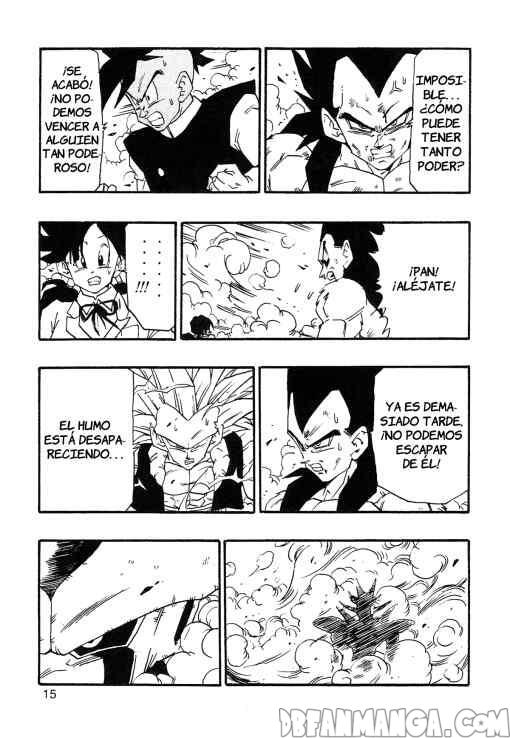 IMPOSI-
BLE...
¿CÓMO
PUEDE
TENER
TANTO
PODER?
¡SE
ACABÓ!
¡NO PO-
DEMOS
VENCER A
ALGUIEN
TAN PODE
ROSO!
¡PAN!
¡ALÉJATE!
. . . .
. . . .
!!!
YA ES DEMA-
SIADO TARDE,
¡NO PODEMOS
ESCAPAR
DE ÉL!
EL HUMO
ESTÁ DESAPA-
RECIENDO...
15
DBFANMANGA.COM